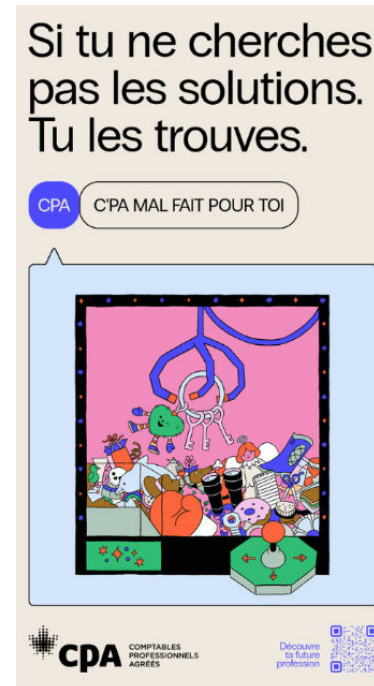 Si tu ne cherches
pas les solutions.
Tu les trouves.
CPA C'PA MAL FAIT POUR TOI
CPA COMPTABLES
PROFESSIONNELS
AGRÉÉS
Découvre
ta future
profession